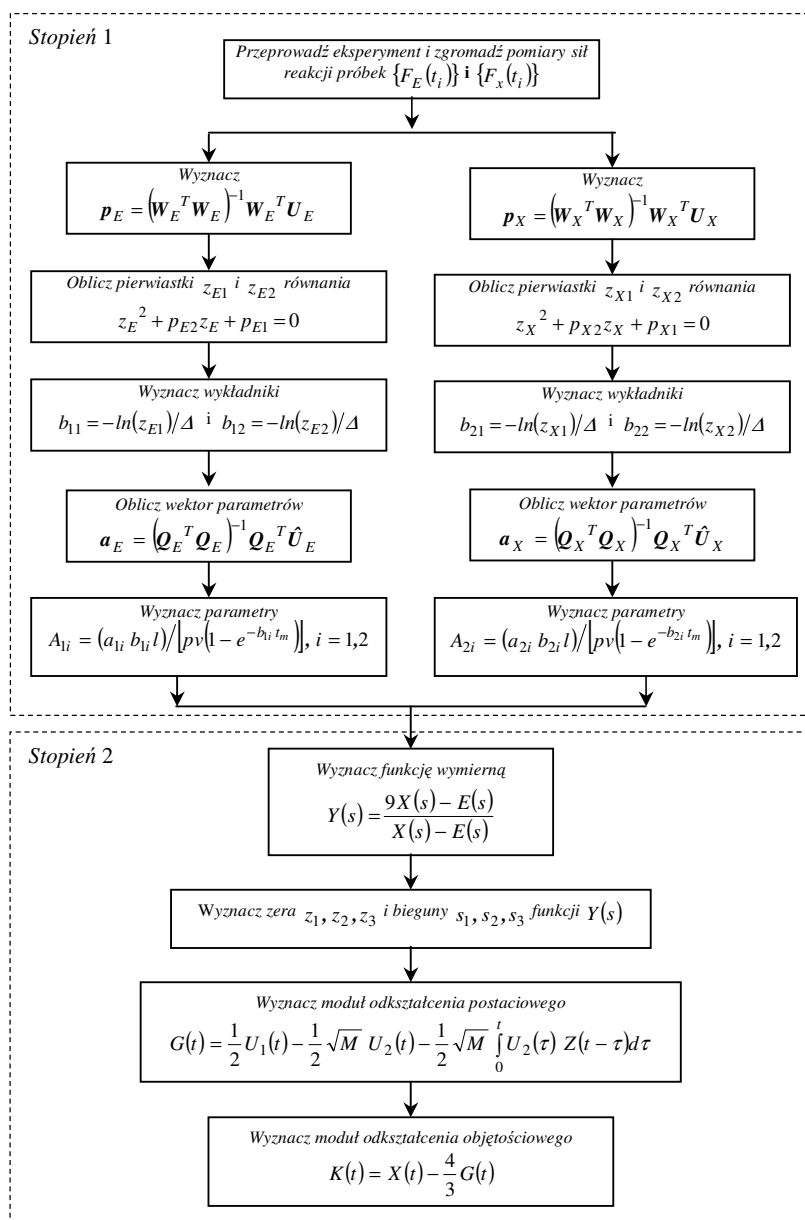 Stopień 1
Przeprowadź eksperyment i zgromadź pomiary sił
reakcji próbek {F_E(t_i)} i {F_x(t_i)}
Wyznacz
p_E = (W_E^T W_E)^{-1} W_E^T U_E
Oblicz pierwiastki z_{E1} i z_{E2} równania
z_E^2 + p_{E2} z_E + p_{E1} = 0
Wyznacz wykładniki
b_{11} = -ln(z_{E1})/Δ i b_{12} = -ln(z_{E2})/Δ
Oblicz wektor parametrów
a_E = (Q_E^T Q_E)^{-1} Q_E^T Û_E
Wyznacz parametry
A_{1i} = (a_{1i} b_{1i} l)/⌊pv(1 - e^{-b_{1i} t_m})⌋, i = 1,2
Wyznacz
p_X = (W_X^T W_X)^{-1} W_X^T U_X
Oblicz pierwiastki z_{X1} i z_{X2} równania
z_X^2 + p_{X2} z_X + p_{X1} = 0
Wyznacz wykładniki
b_{21} = -ln(z_{X1})/Δ i b_{22} = -ln(z_{X2})/Δ
Oblicz wektor parametrów
a_X = (Q_X^T Q_X)^{-1} Q_X^T Û_X
Wyznacz parametry
A_{2i} = (a_{2i} b_{2i} l)/⌊pv(1 - e^{-b_{2i} t_m})⌋, i = 1,2
Stopień 2
Wyznacz funkcję wymierną
Y(s) = \frac{9X(s) - E(s)}{X(s) - E(s)}
Wyznacz zera z_1, z_2, z_3 i bieguny s_1, s_2, s_3 funkcji Y(s)
Wyznacz moduł odkształcenia postaciowego
G(t) = \frac{1}{2} U_1(t) - \frac{1}{2} \sqrt{M} U_2(t) - \frac{1}{2} \sqrt{M} \int_0^t U_2(τ) Z(t - τ)dτ
Wyznacz moduł odkształcenia objętościowego
K(t) = X(t) - \frac{4}{3} G(t)